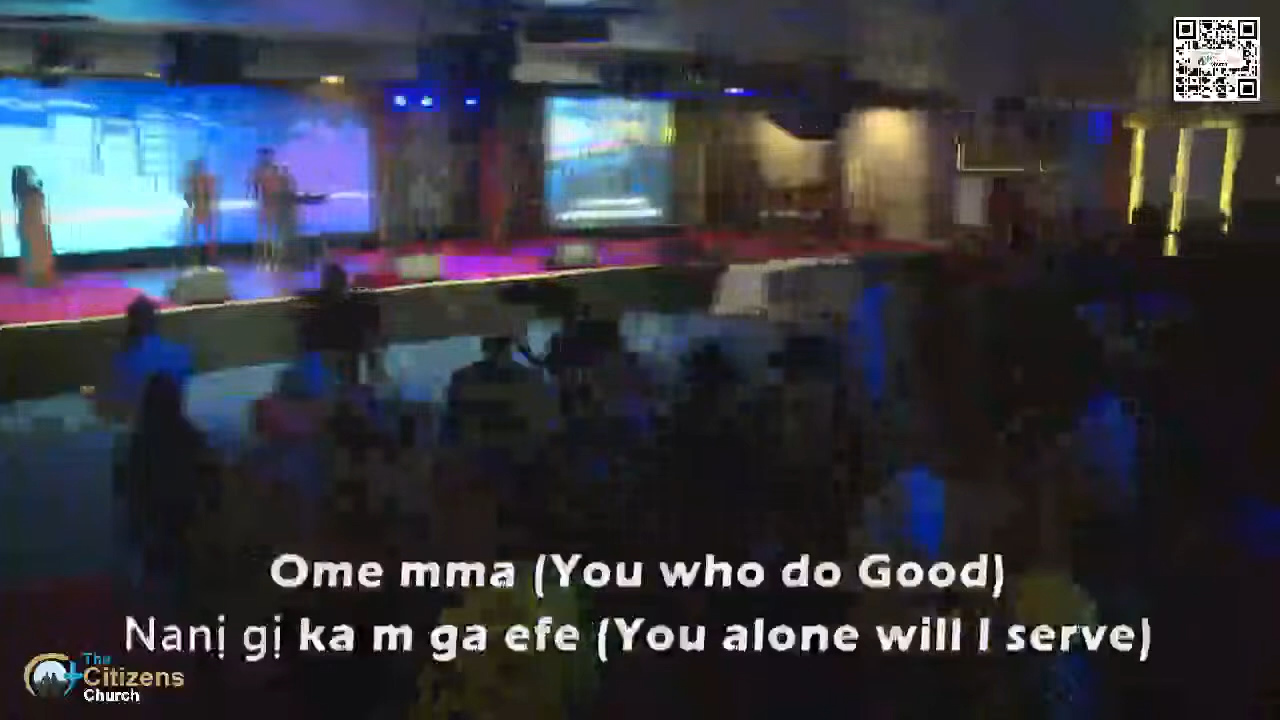 Ome mma (You who do Good)
Nanị gị ka m ga efe (You alone will I serve)
The
Citizens
Church